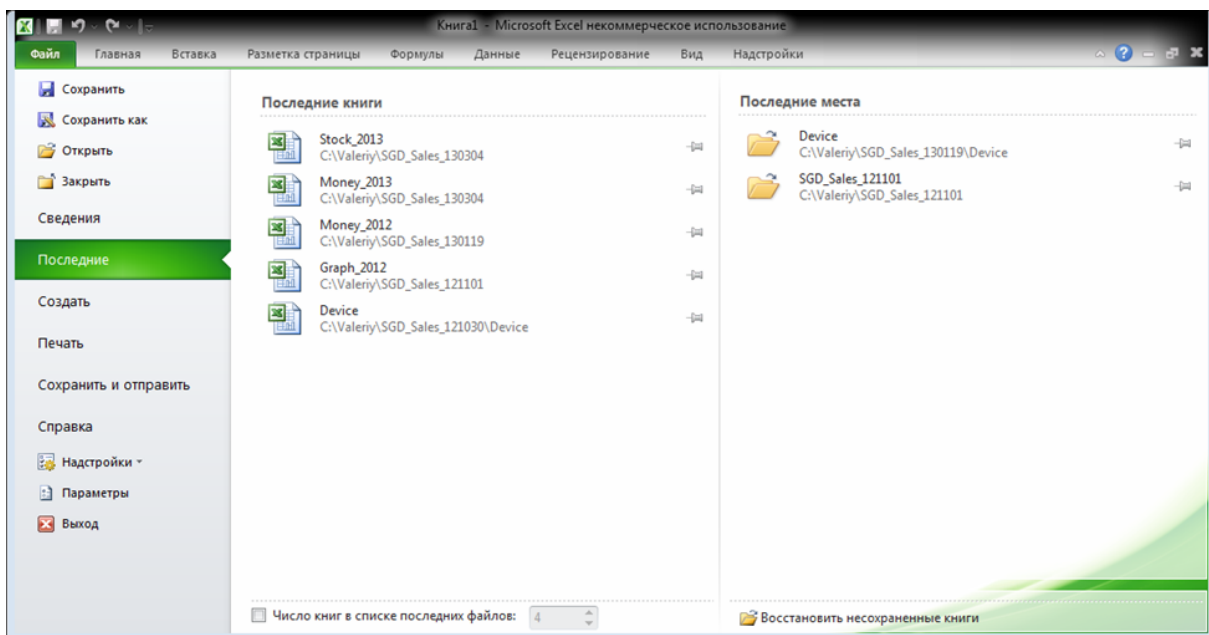 Книга1 - Microsoft Excel некоммерческое использование
Файл Главная Вставка Разметка страницы Формулы Данные Рецензирование Вид Надстройки
Сохранить
Сохранить как
Открыть
Закрыть
Сведения
Последние
Создать
Печать
Сохранить и отправить
Справка
Надстройки
Параметры
Выход
Последние книги
Stock_2013
C:\Valeriy\SGD_Sales_130304
Money_2013
C:\Valeriy\SGD_Sales_130304
Money_2012
C:\Valeriy\SGD_Sales_130119
Graph_2012
C:\Valeriy\SGD_Sales_121101
Device
C:\Valeriy\SGD_Sales_121030\Device
Число книг в списке последних файлов: 4
Последние места
Device
C:\Valeriy\SGD_Sales_130119\Device
SGD_Sales_121101
C:\Valeriy\SGD_Sales_121101
Восстановить несохраненные книги